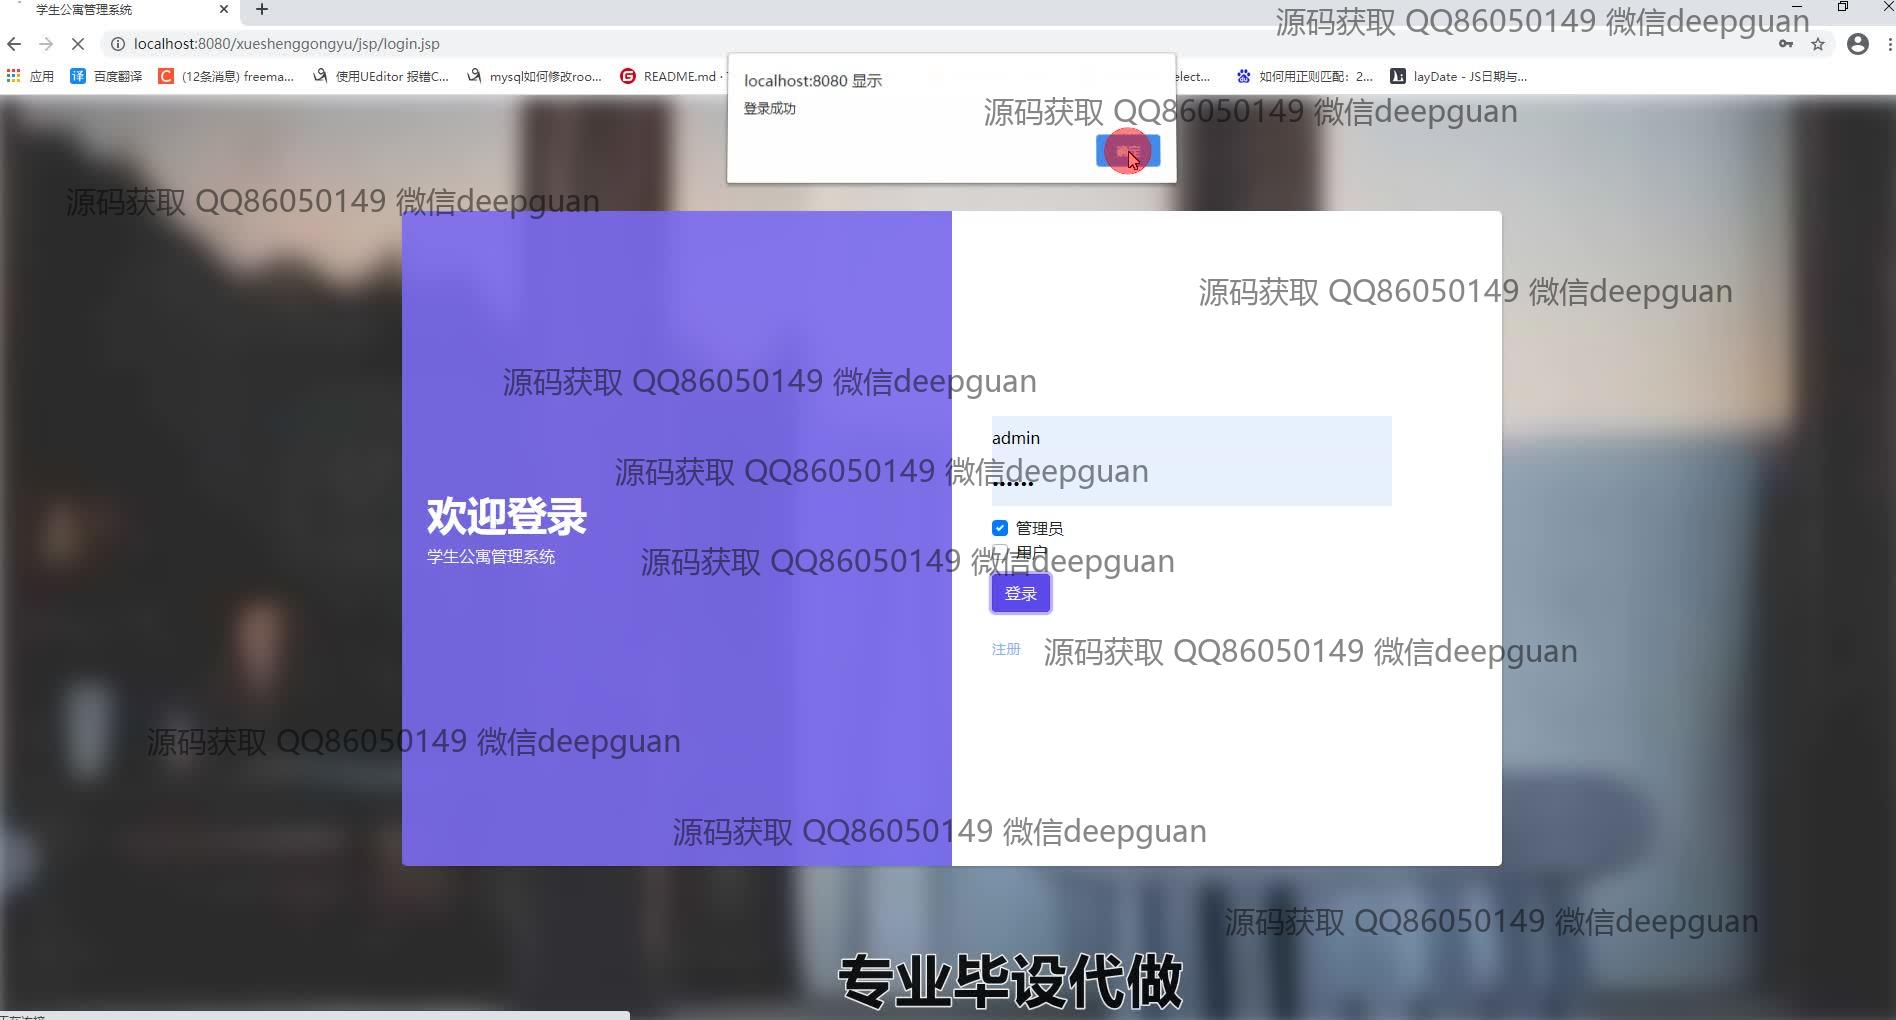 学生公寓管理系统
源码获取 QQ86050149 微信deepguan
localhost:8080/xueshenggongyu/jsp/login.jsp
应用
百度翻译
(12条消息) freema...
使用UEditor 报错C...
mysql如何修改roo...
README.md ·
elect...
如何用正则匹配：2...
layDate - JS日期与...
localhost:8080 显示
登录成功
源码获取 QQ86050149 微信deepguan
确定
源码获取 QQ86050149 微信deepguan
源码获取 QQ86050149 微信deepguan
源码获取 QQ86050149 微信deepguan
admin
源码获取 QQ86050149 微信deepguan
欢迎登录
学生公寓管理系统
管理员
用户
源码获取 QQ86050149 微信deepguan
登录
注册
源码获取 QQ86050149 微信deepguan
源码获取 QQ86050149 微信deepguan
源码获取 QQ86050149 微信deepguan
源码获取 QQ86050149 微信deepguan
专业毕设代做